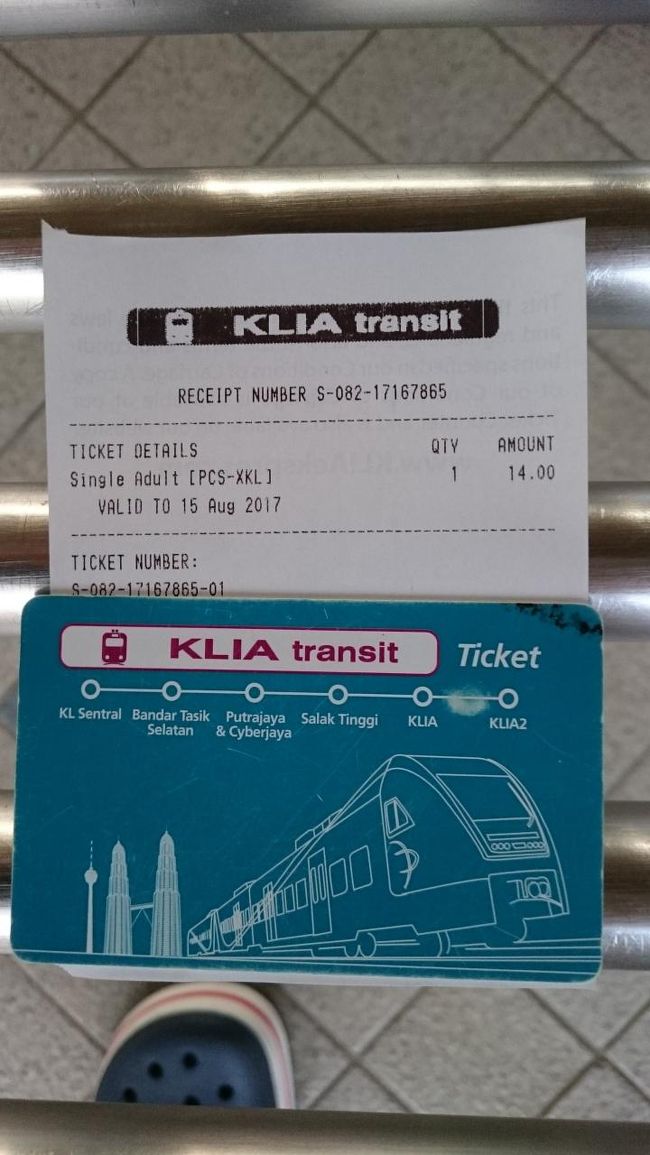 KLIA transit
RECEIPT NUMBER S-082-17167865
TICKET DETAILS QTY AMOUNT
Single Adult [PCS-XKL] 1 14.00
VALID TO 15 Aug 2017
TICKET NUMBER:
S-082-17167865-01
KLIA transit Ticket
KL Sentral Bandar Tasik Selatan Putrajaya & Cyberjaya Salak Tinggi KLIA KLIA2